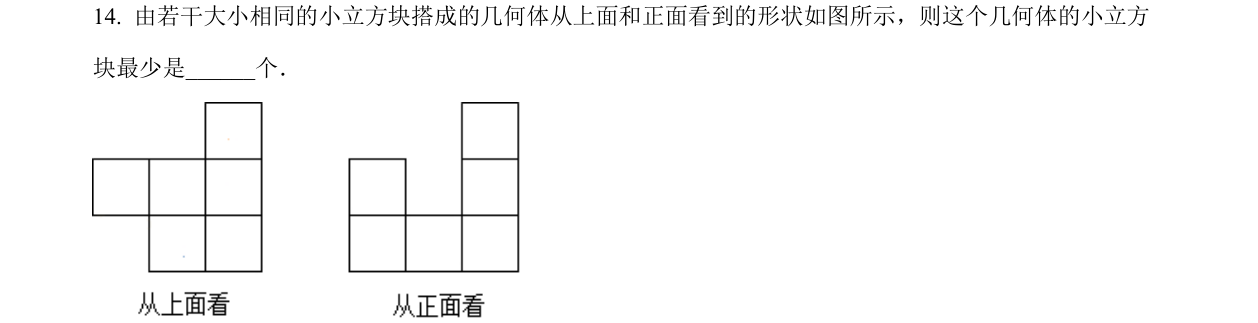 14. 由若干大小相同的小立方块搭成的几何体从上面和正面看到的形状如图所示，则这个几何体的小立方
块最少是______个．
从上面看
从正面看